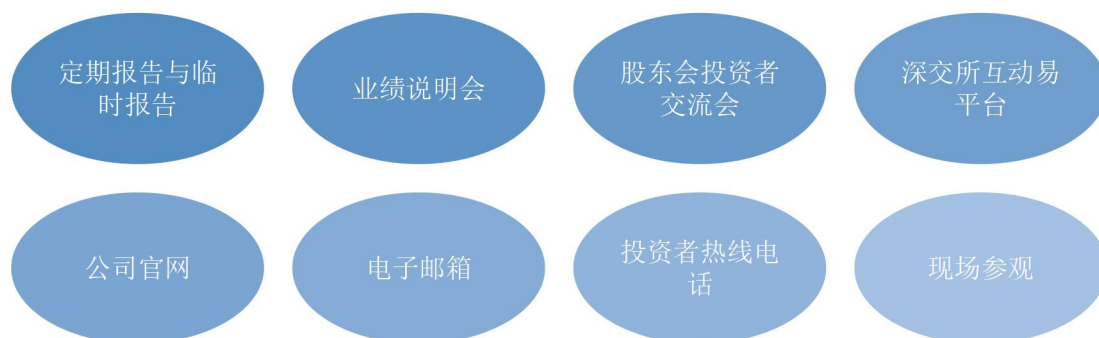 定期报告与临
时报告
业绩说明会
股东会投资者
交流会
深交所互动易
平台
公司官网
电子邮箱
投资者热线电
话
现场参观